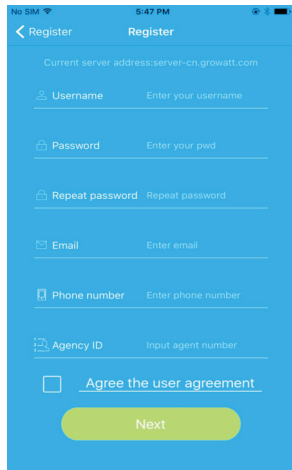 No SIM 5:47 PM
Register Register
Current server address:server-cn.growatt.com
Username Enter your username
Password Enter your pwd
Repeat password Repeat password
Email Enter email
Phone number Enter phone number
Agency ID Input agent number
Agree the user agreement
Next